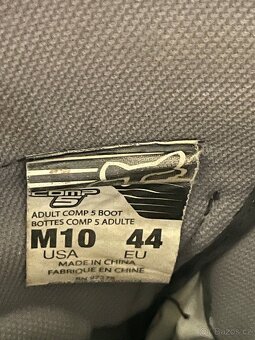 COMP
5
ADULT COMP 5 BOOT
BOTTES COMP 5 ADULTE
M10 44
USA EU
MADE IN CHINA
FABRIQUE EN CHINE